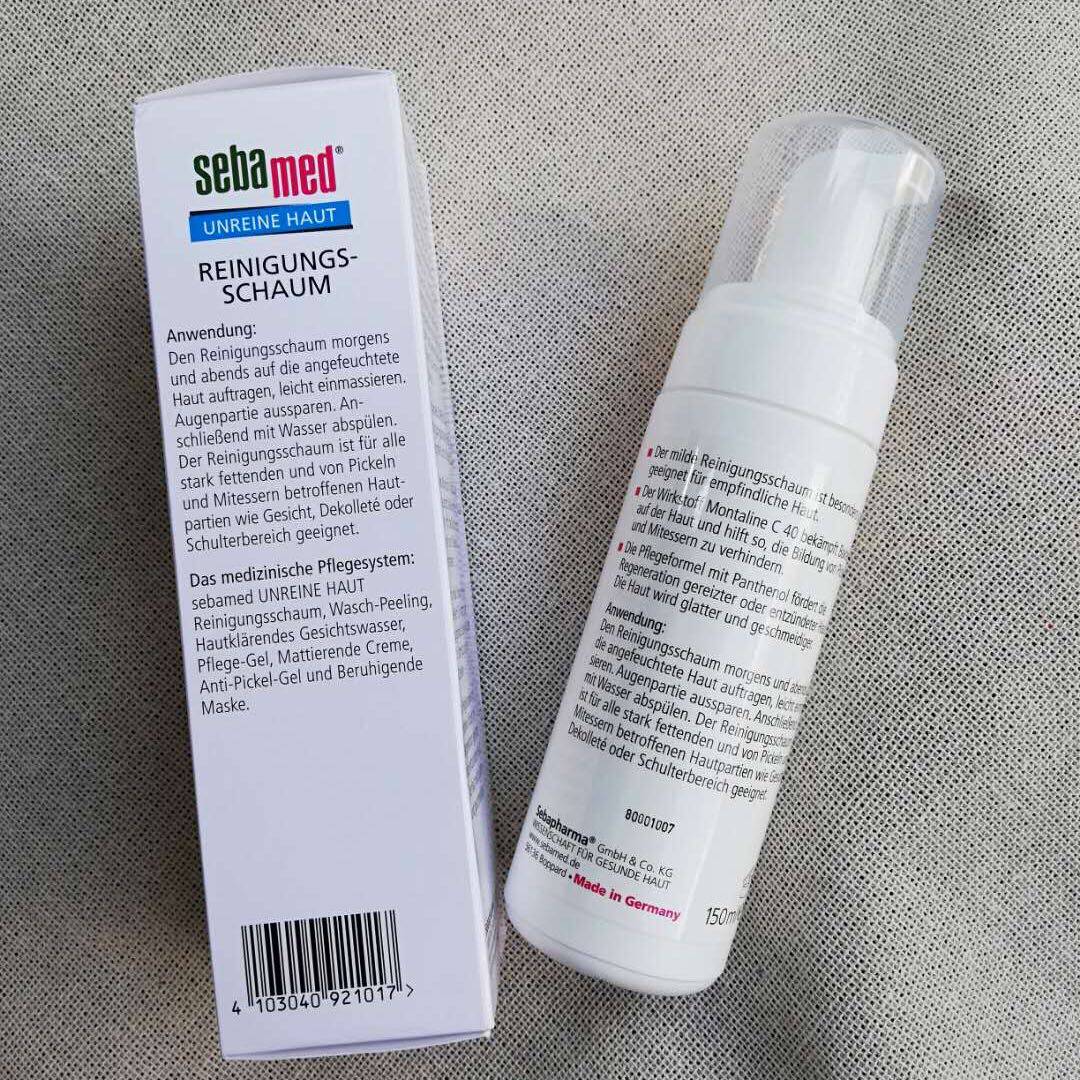 sebamed®
UNREINE HAUT
REINIGUNGS-
SCHAUM
Anwendung:
Den Reinigungsschaum morgens
und abends auf die angefeuchtete
Haut auftragen, leicht einmassieren.
Augenpartie aussparen. An-
schließend mit Wasser abspülen.
Der Reinigungsschaum ist für alle
stark fettenden und von Pickeln
und Mitessern betroffenen Haut-
partien wie Gesicht, Dekolleté oder
Schulterbereich geeignet.
Das medizinische Pflegesystem:
sebamed UNREINE HAUT
Reinigungsschaum, Wasch-Peeling,
Hautklärendes Gesichtswasser,
Pflege-Gel, Mattierende Creme,
Anti-Pickel-Gel und Beruhigende
Maske.
4 103040 921017 >
Der milde Reinigungsschaum ist
geeignet für empfindliche Haut.
Der Wirkstoff Montaline C 40 bekämpft
auf der Haut und hilft so, die Bildung von
und Mitessern zu verhindern.
Die Pflegeformel mit Panthenol fördert die
Regeneration gereizter oder entzündeter
Die Haut wird glatter und geschmeidiger.
Anwendung:
Den Reinigungsschaum morgens und
die angefeuchtete Haut auftragen, leicht
sieren. Augenpartie aussparen.
mit Wasser abspülen. Der
ist für alle stark fettenden und von Pickeln
Mitessern betroffenen Hautpartien wie
Dekolleté oder Schulterbereich geeignet.
80001007
Sebapharma® GmbH & Co. KG
WISSENSCHAFT FÜR GESUNDE HAUT
www.sebamed.de
56136 Boppard • Made in Germany
150m